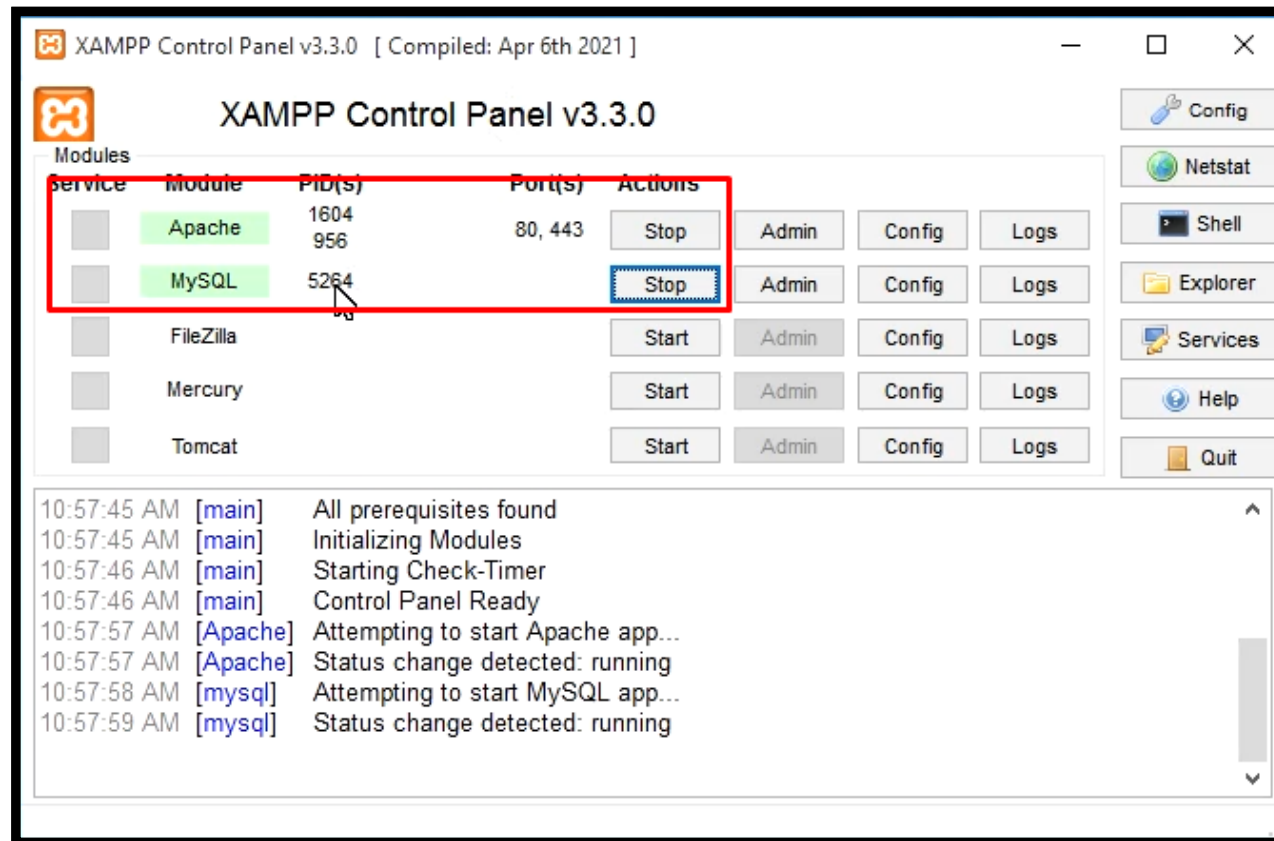 XAMPP Control Panel v3.3.0 [ Compiled: Apr 6th 2021 ]
XAMPP Control Panel v3.3.0
Config
Modules
Netstat
Service Module PID(s) Port(s) Actions
Apache 1604 956 80, 443 Stop Admin Config Logs
Shell
MySQL 5264 Stop Admin Config Logs
Explorer
FileZilla Start Admin Config Logs
Services
Mercury Start Admin Config Logs
Help
Tomcat Start Admin Config Logs
Quit
10:57:45 AM [main] All prerequisites found
10:57:45 AM [main] Initializing Modules
10:57:46 AM [main] Starting Check-Timer
10:57:46 AM [main] Control Panel Ready
10:57:57 AM [Apache] Attempting to start Apache app...
10:57:57 AM [Apache] Status change detected: running
10:57:58 AM [mysql] Attempting to start MySQL app...
10:57:59 AM [mysql] Status change detected: running